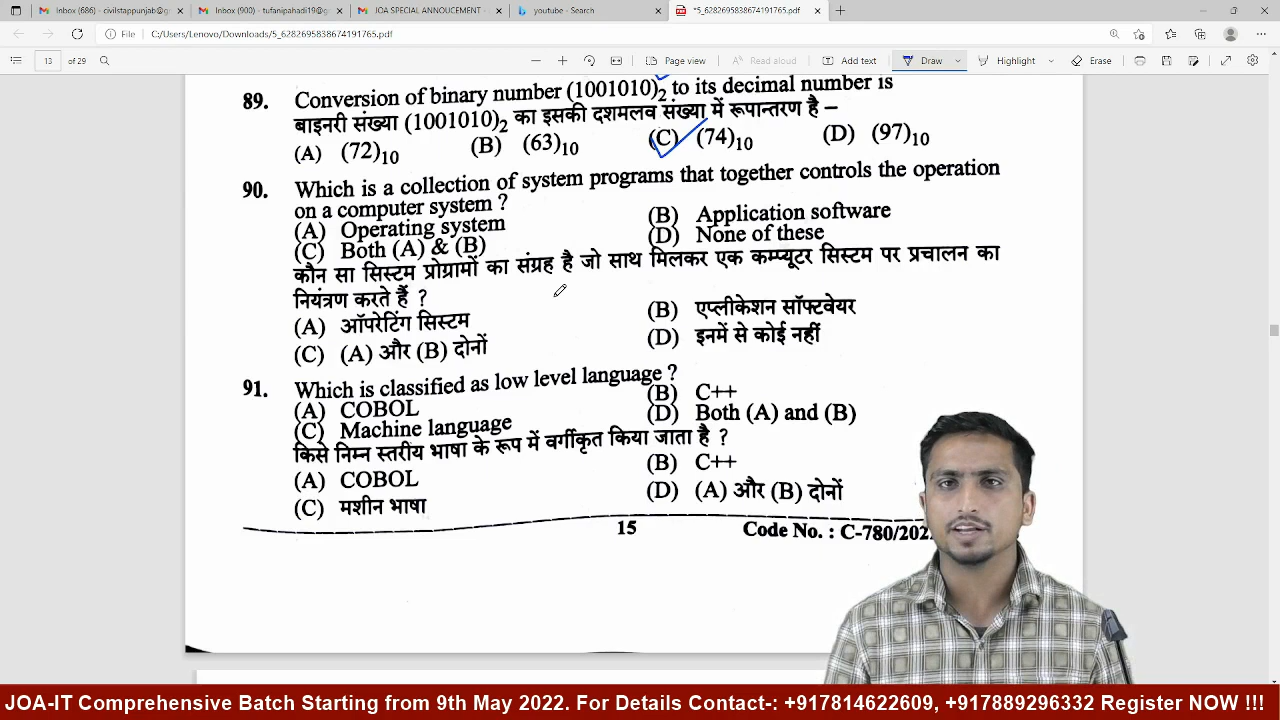 Inbox (686) - civilstappunjab@g
Inbox (900) - tufanipahadi19@g
JOA SPECIAL ANNOUCEMENT -
youtube - Search
*5_6282695838674191765.pdf
File C:/Users/Lenovo/Downloads/5_6282695838674191765.pdf
13 of 29 Page view Read aloud Add text Draw Highlight Erase
89. Conversion of binary number (1001010)2 to its decimal number is
बाइनरी संख्या (1001010)2 का इसकी दशमलव संख्या में रूपान्तरण है –
(A) (72)10 (B) (63)10 (C) (74)10 (D) (97)10
90. Which is a collection of system programs that together controls the operation
on a computer system ?
(A) Operating system (B) Application software
(C) Both (A) & (B) (D) None of these
कौन सा सिस्टम प्रोग्रामों का संग्रह है जो साथ मिलकर एक कम्प्यूटर सिस्टम पर प्रचालन का
नियंत्रण करते हैं ?
(A) ऑपरेटिंग सिस्टम (B) एप्लीकेशन सॉफ्टवेयर
(C) (A) और (B) दोनों (D) इनमें से कोई नहीं
91. Which is classified as low level language ?
(A) COBOL (B) C++
(C) Machine language (D) Both (A) and (B)
किसे निम्न स्तरीय भाषा के रूप में वर्गीकृत किया जाता है ?
(A) COBOL (B) C++
(C) मशीन भाषा (D) (A) और (B) दोनों
15 Code No. : C-780/202
JOA-IT Comprehensive Batch Starting from 9th May 2022. For Details Contact-: +917814622609, +917889296332 Register NOW !!!